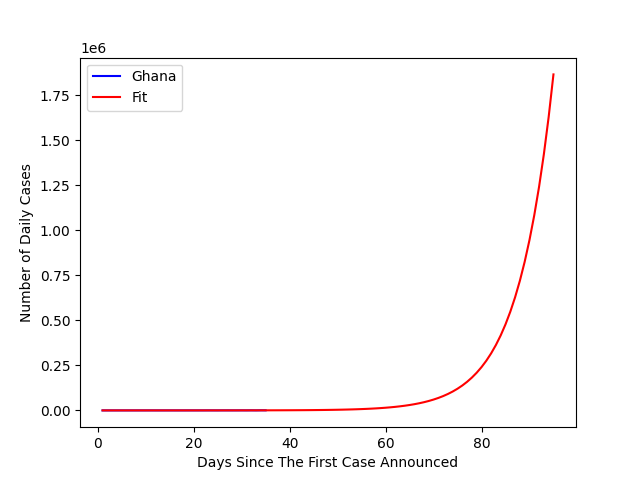 1e6
Ghana
Fit
1.75
1.50
1.25
1.00
0.75
0.50
0.25
0.00
Number of Daily Cases
0 20 40 60 80
Days Since The First Case Announced